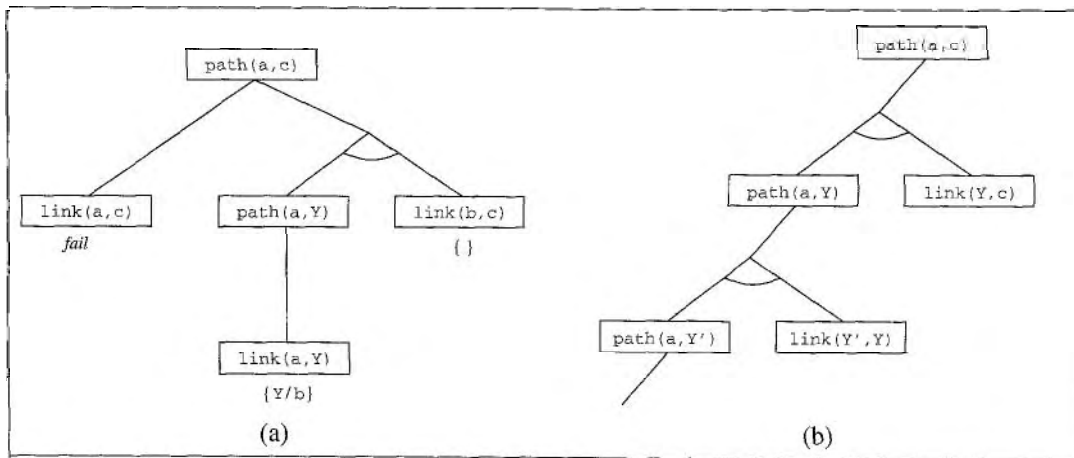 path(a,c)
link(a,c)
path(a,Y)
link(b,c)
fail
{ }
link(a,Y)
{Y/b}
(a)
path(a,c)
path(a,Y)
link(Y,c)
path(a,Y')
link(Y',Y)
(b)